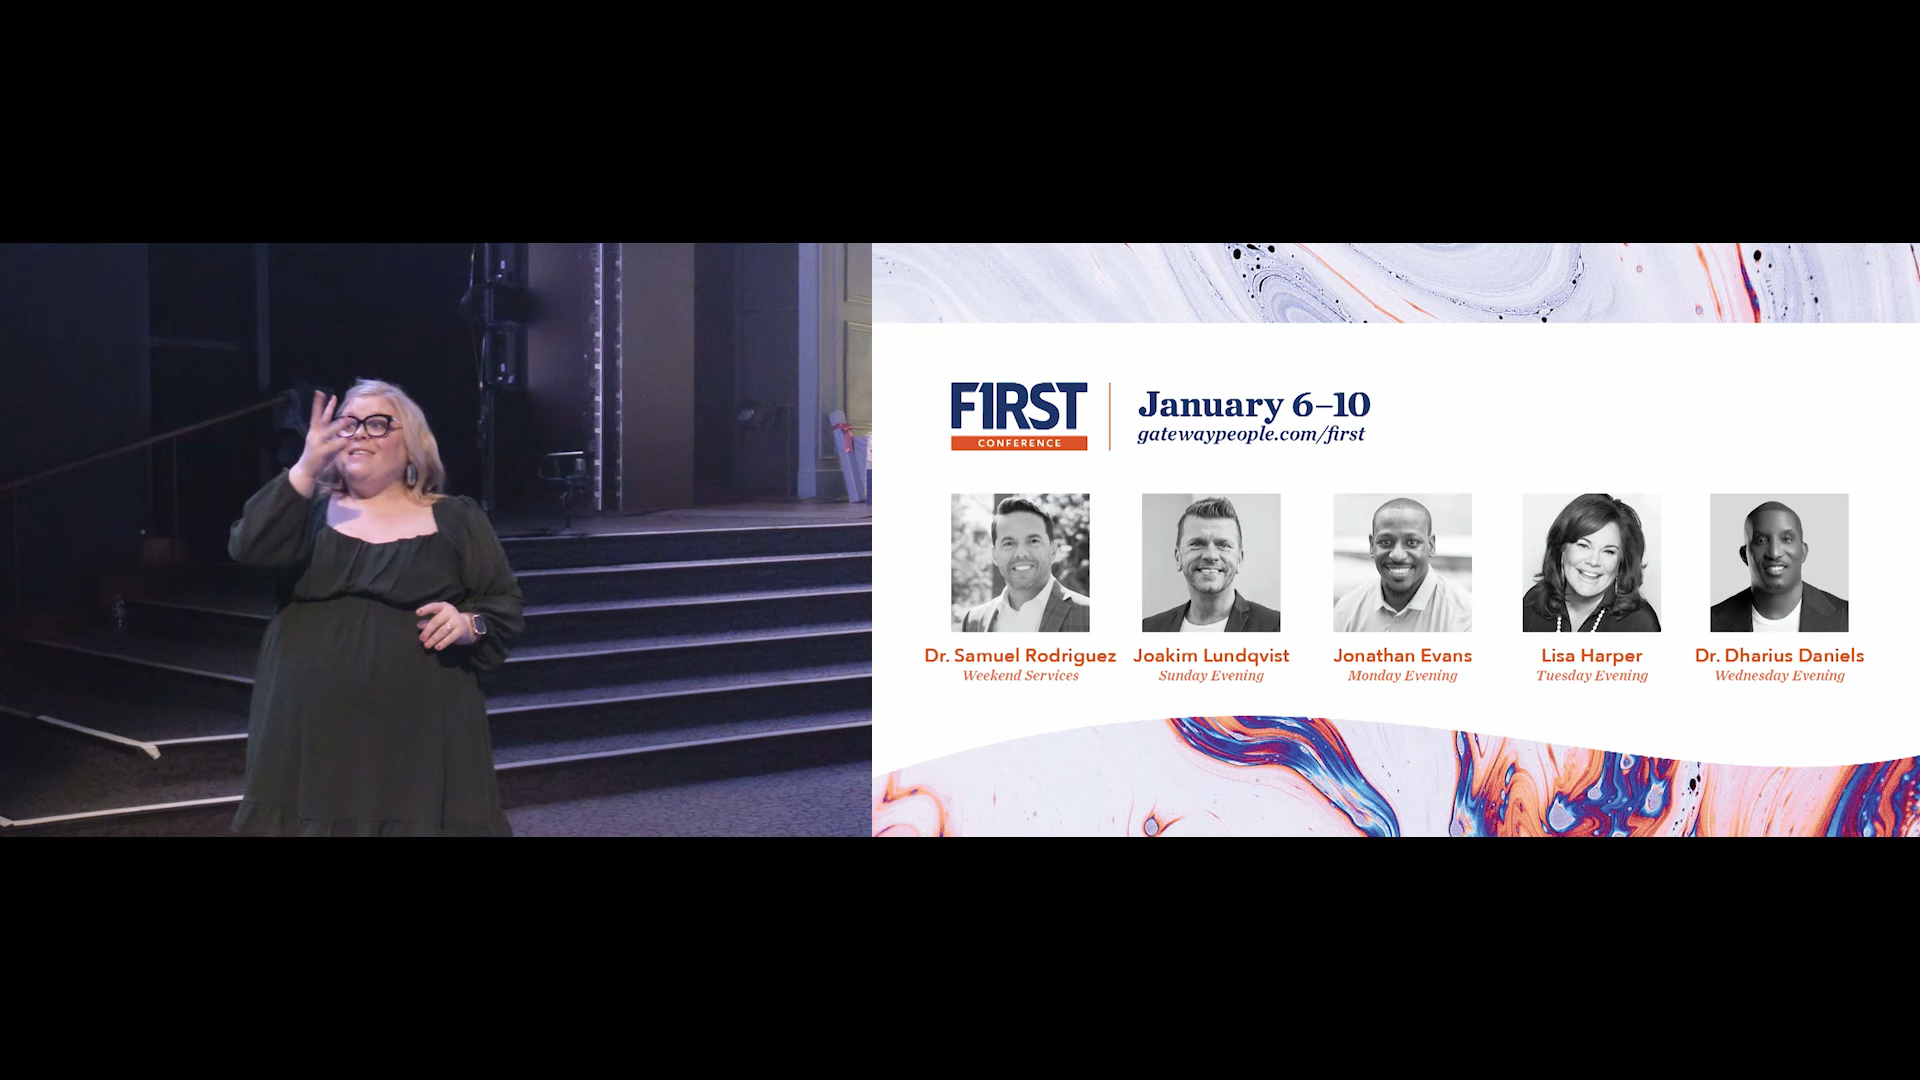 F1RST
CONFERENCE
January 6–10
gatewaypeople.com/first
Dr. Samuel Rodriguez
Weekend Services
Joakim Lundqvist
Sunday Evening
Jonathan Evans
Monday Evening
Lisa Harper
Tuesday Evening
Dr. Dharius Daniels
Wednesday Evening